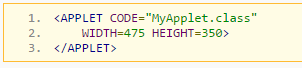 1. <APPLET CODE="MyApplet.class"
2.     WIDTH=475 HEIGHT=350>
3. </APPLET>